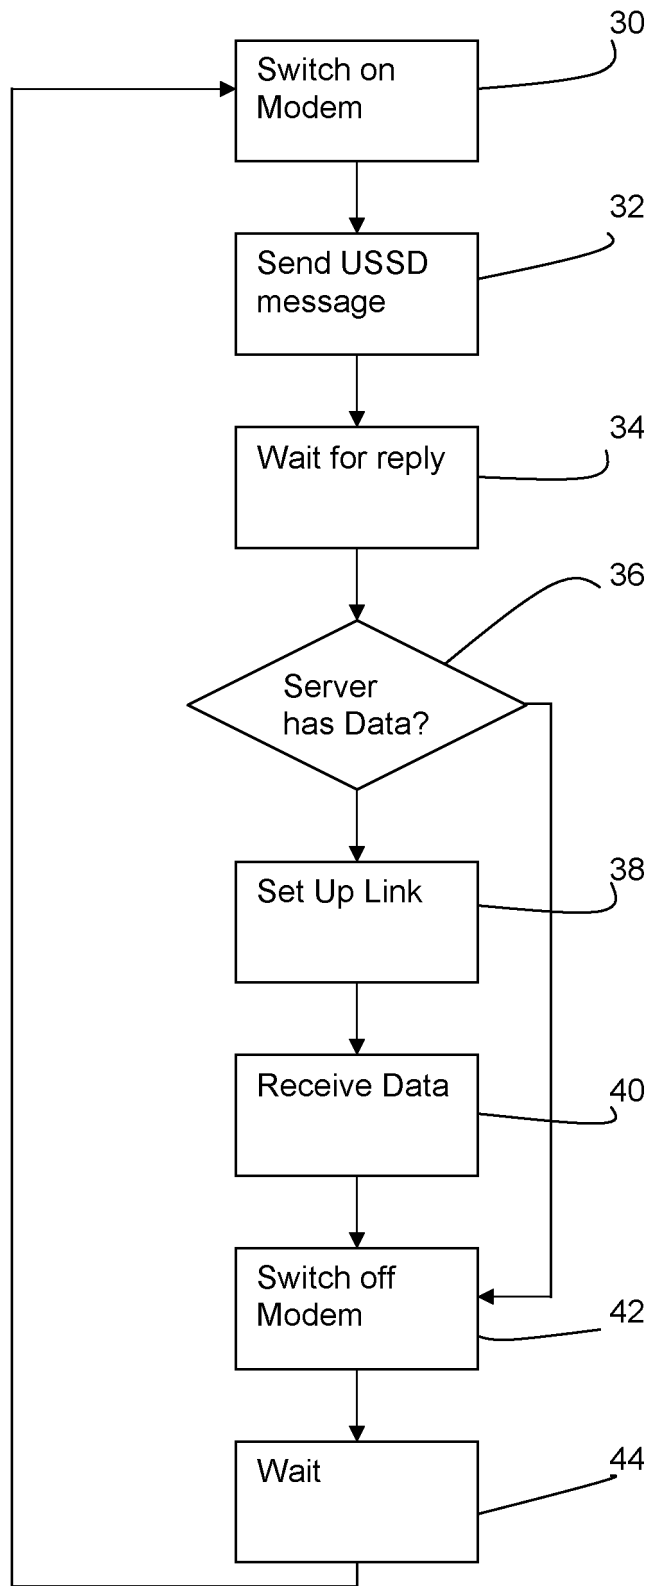 30
Switch on
Modem
32
Send USSD
message
34
Wait for reply
36
Server
has Data?
38
Set Up Link
40
Receive Data
Switch off
Modem
42
44
Wait